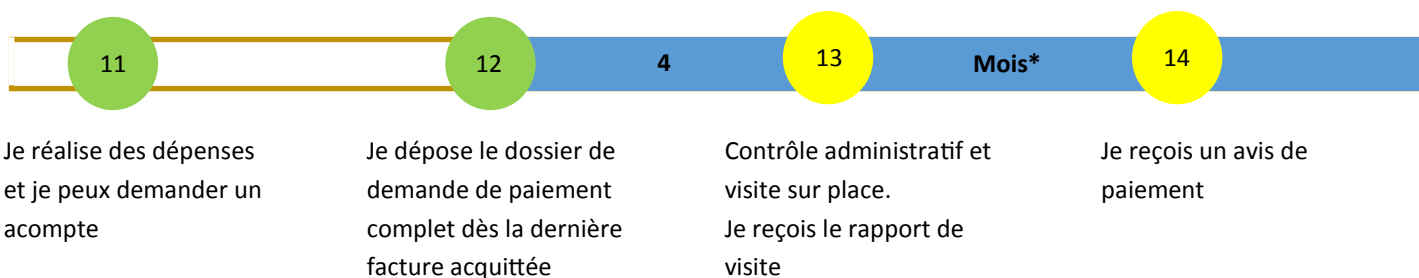 11
12
4
13
Mois*
14
Je réalise des dépenses
et je peux demander un
acompte
Je dépose le dossier de
demande de paiement
complet dès la dernière
facture acquittée
Contrôle administratif et
visite sur place.
Je reçois le rapport de
visite
Je reçois un avis de
paiement